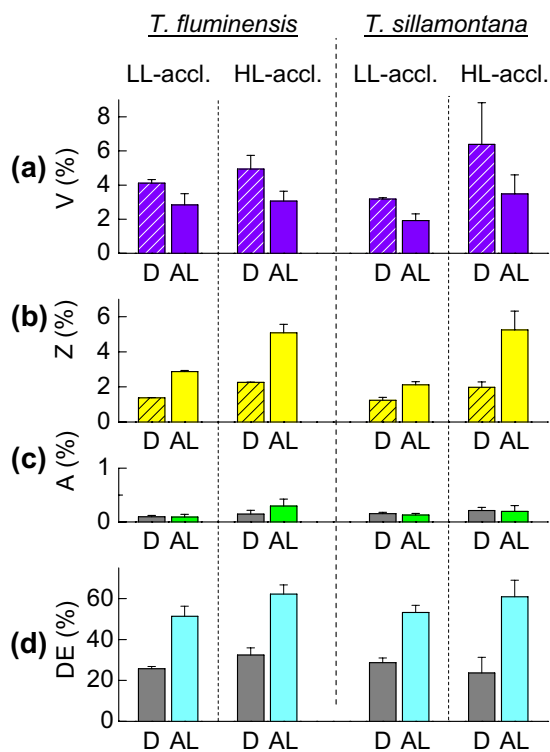 T. fluminensis T. sillamontana
LL-accl. HL-accl. LL-accl. HL-accl.
(a) V (%) 8 6 4 2 0
D AL D AL D AL D AL
(b) Z (%) 6 4 2 0
D AL D AL D AL D AL
(c) A (%) 1 0
D AL D AL D AL D AL
(d) DE (%) 60 40 20 0
D AL D AL D AL D AL